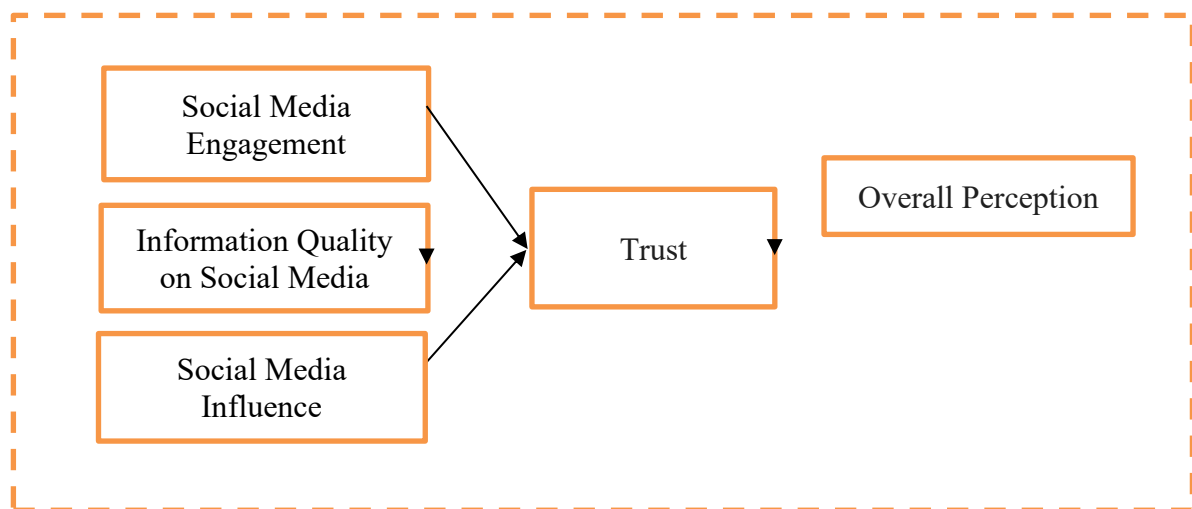 Social Media
Engagement
Information Quality
on Social Media
Social Media
Influence
Trust
Overall Perception